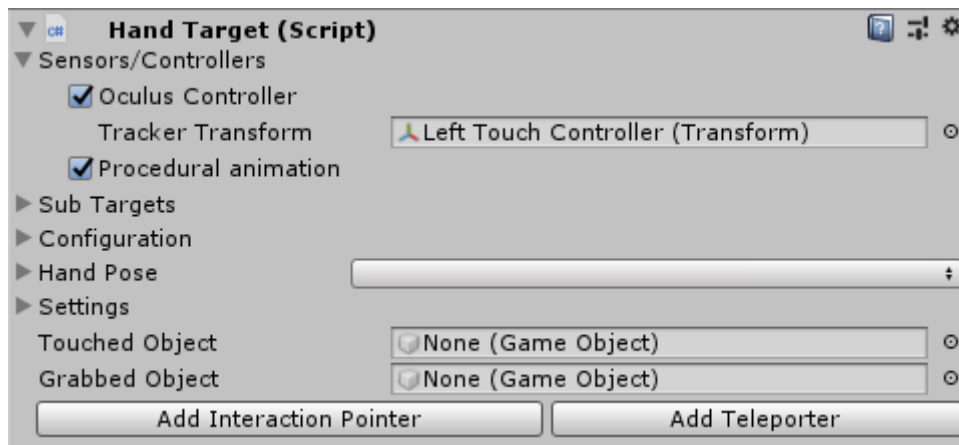 Hand Target (Script)
Sensors/Controllers
Oculus Controller
Tracker Transform Left Touch Controller (Transform)
Procedural animation
Sub Targets
Configuration
Hand Pose
Settings
Touched Object None (Game Object)
Grabbed Object None (Game Object)
Add Interaction Pointer Add Teleporter